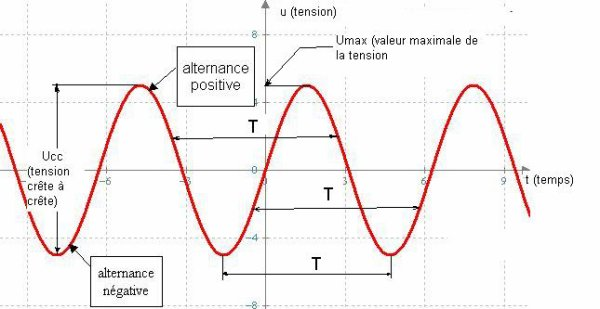 u (tension)
8
Umax (valeur maximale de
la tension
alternance
positive
4
T
Ucc
(tension
crête à
crête)
-6
-3
0
3
6
9
t (temps)
T
-4
T
alternance
négative
-8